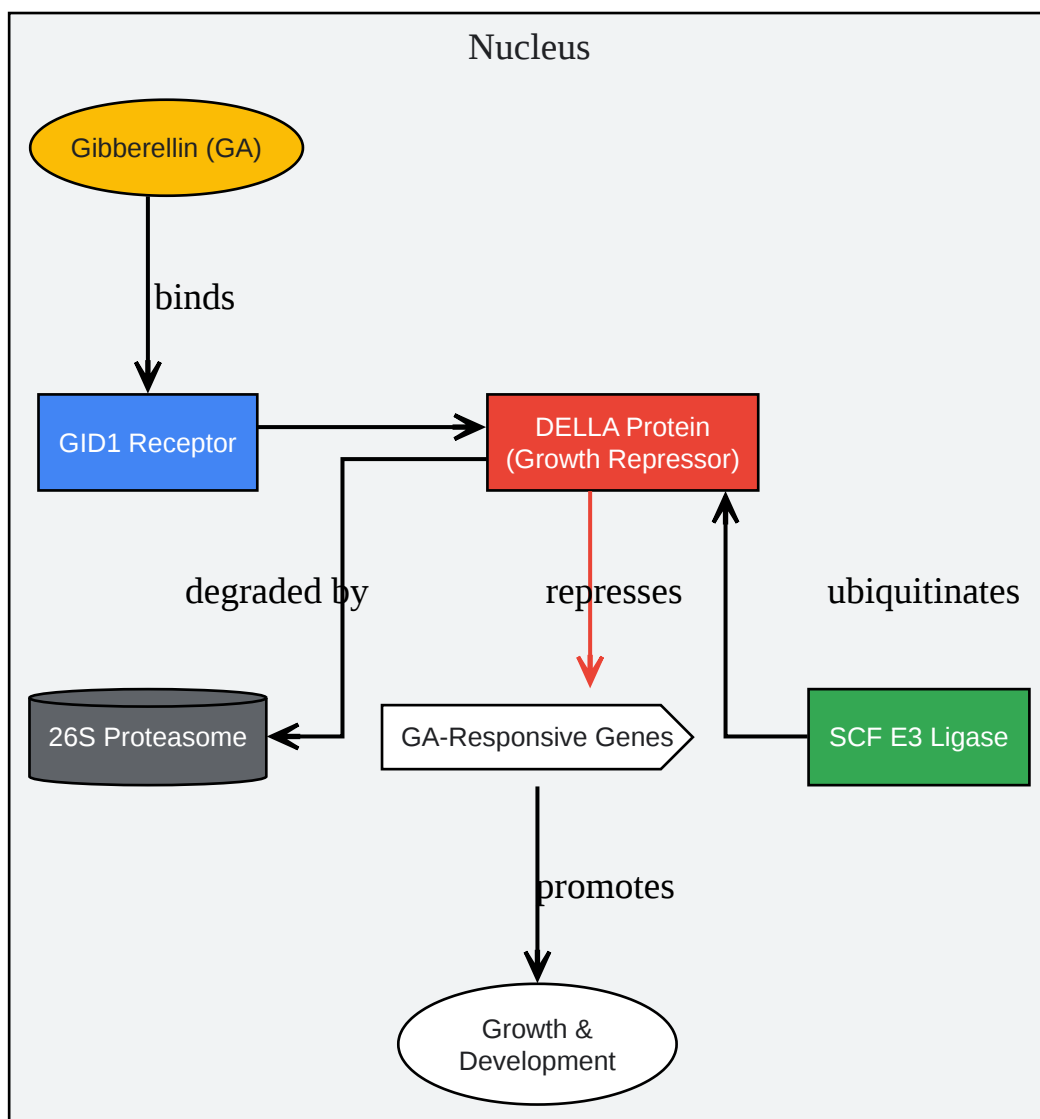 Nucleus
Gibberellin (GA)
binds
GID1 Receptor
DELLA Protein
(Growth Repressor)
degraded by
represses
ubiquitinates
26S Proteasome
GA-Responsive Genes
SCF E3 Ligase
promotes
Growth &
Development